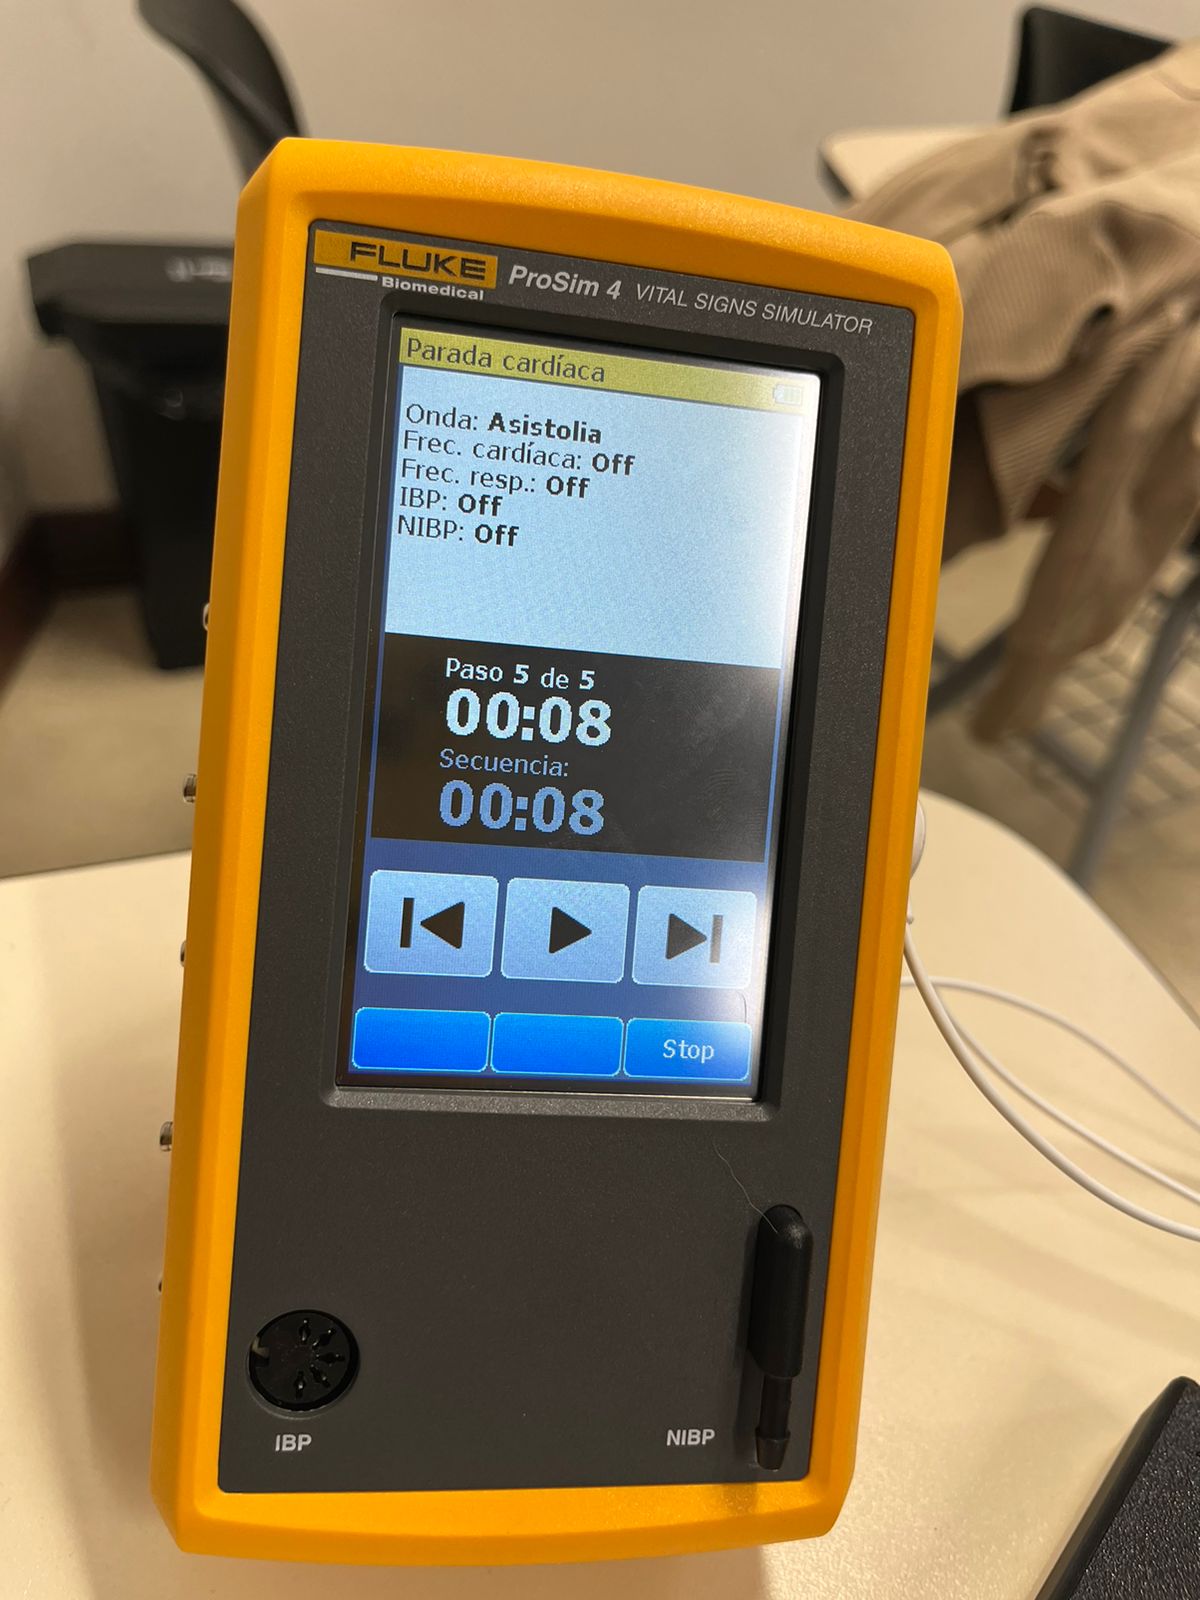 FLUKE
Biomedical
ProSim 4 VITAL SIGNS SIMULATOR
Parada cardíaca
Onda: Asistolia
Frec. cardíaca: Off
Frec. resp.: Off
IBP: Off
NIBP: Off
Paso 5 de 5
00:08
Secuencia:
00:08
Stop
IBP
NIBP